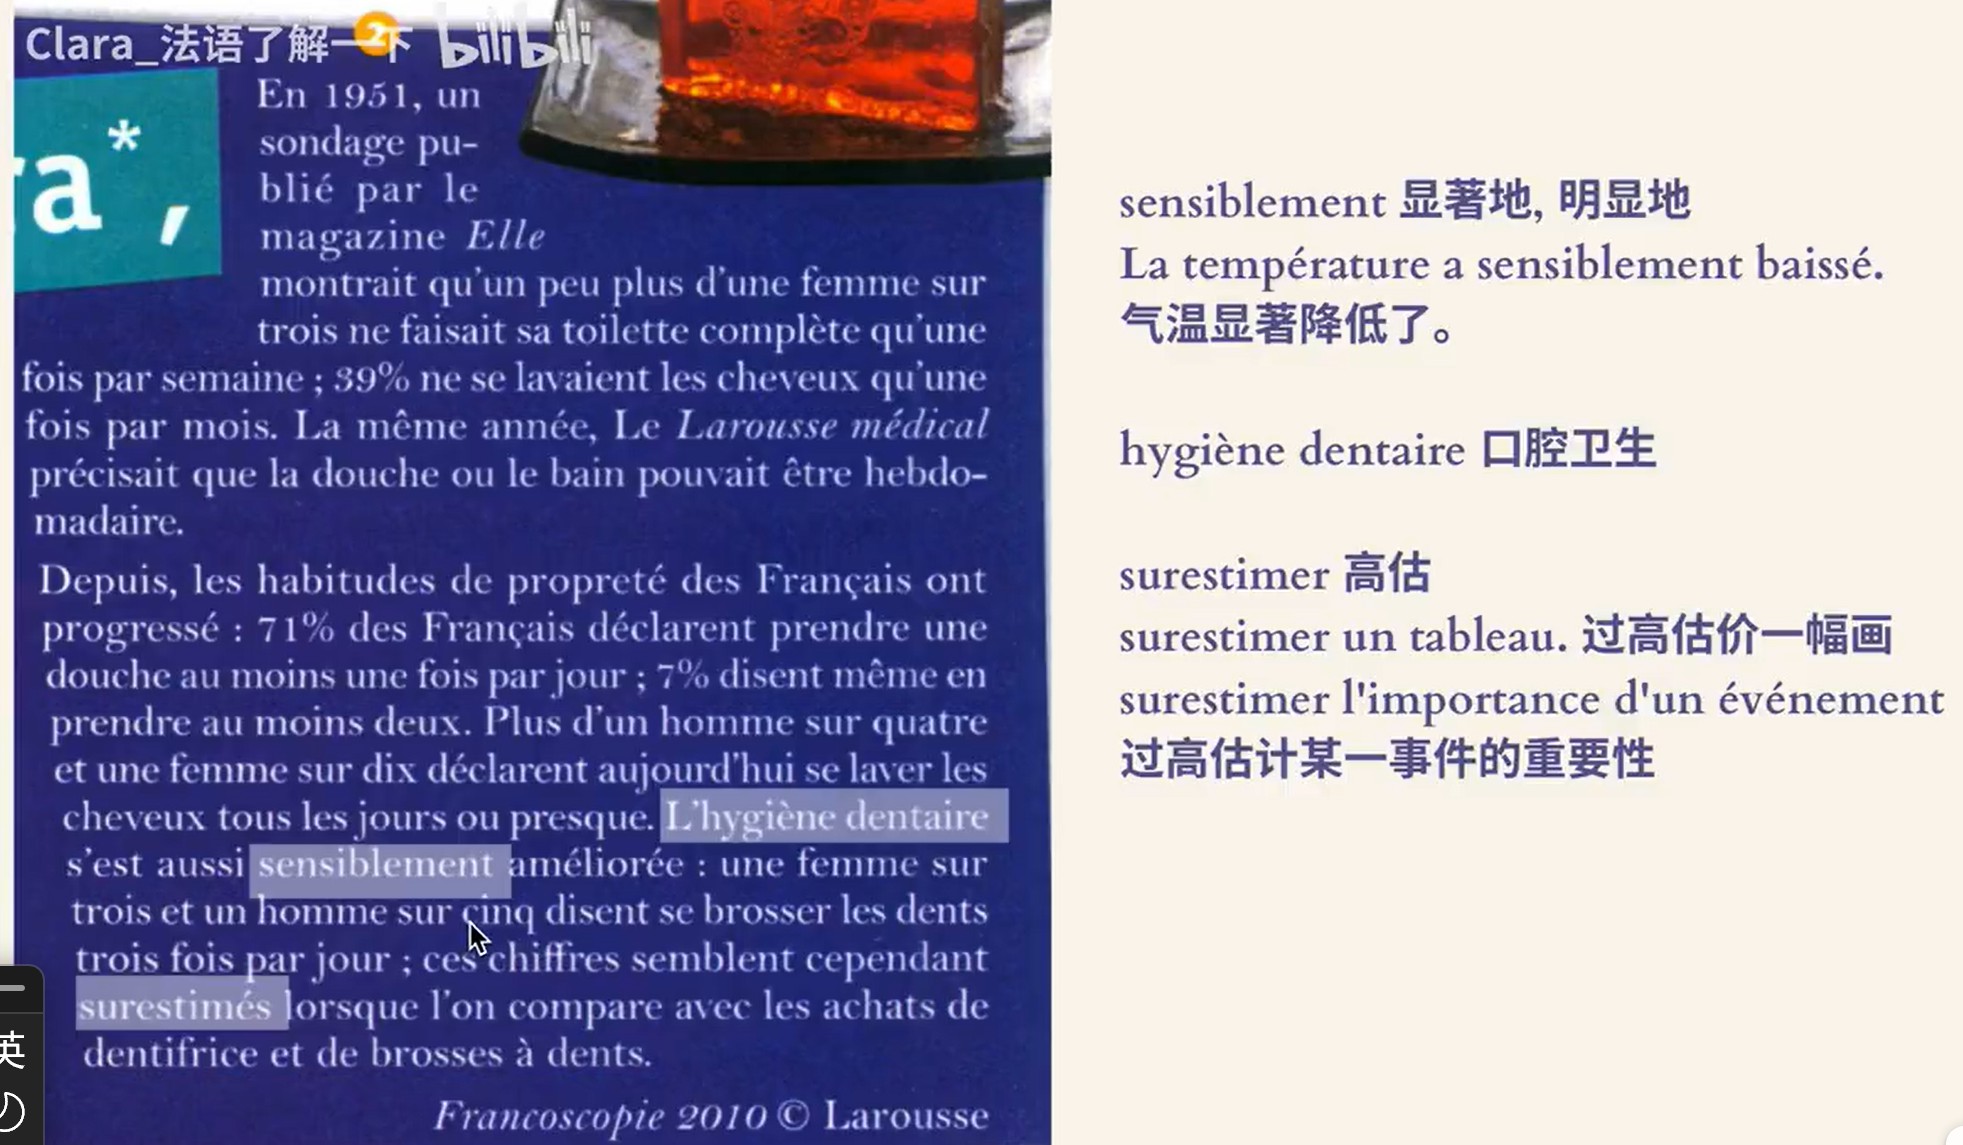 Clara_法语了解一下 bilibili
2
ra*,
En 1951, un
sondage pu-
blié par le
magazine Elle
montrait qu'un peu plus d'une femme sur
trois ne faisait sa toilette complète qu'une
fois par semaine ; 39% ne se lavaient les cheveux qu'une
fois par mois. La même année, Le Larousse médical
précisait que la douche ou le bain pouvait être hebdo-
madaire.
Depuis, les habitudes de propreté des Français ont
progressé : 71% des Français déclarent prendre une
douche au moins une fois par jour ; 7% disent même en
prendre au moins deux. Plus d'un homme sur quatre
et une femme sur dix déclarent aujourd'hui se laver les
cheveux tous les jours ou presque. L'hygiène dentaire
s'est aussi sensiblement améliorée : une femme sur
trois et un homme sur cinq disent se brosser les dents
trois fois par jour ; ces chiffres semblent cependant
surestimés lorsque l'on compare avec les achats de
dentifrice et de brosses à dents.
Francoscopie 2010 © Larousse
英
sensiblement 显著地, 明显地
La température a sensiblement baissé.
气温显著降低了。
hygiène dentaire 口腔卫生
surestimer 高估
surestimer un tableau. 过高估价一幅画
surestimer l'importance d'un événement
过高估计某一事件的重要性